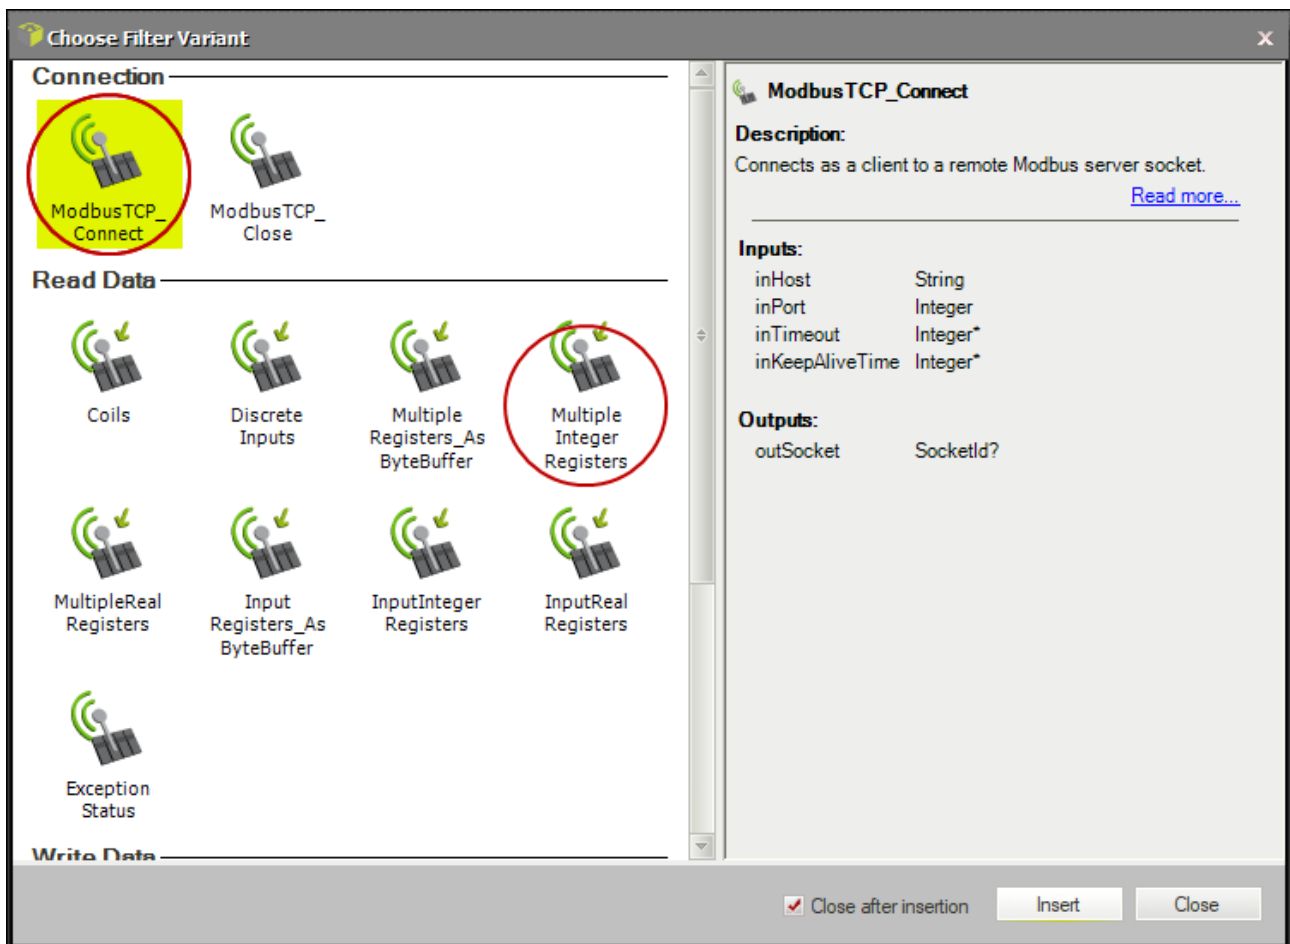 Choose Filter Variant
x
Connection
ModbusTCP_
Connect
ModbusTCP_
Close
Read Data
Coils
Discrete
Inputs
Multiple
Registers_As
ByteBuffer
Multiple
Integer
Registers
MultipleReal
Registers
Input
Registers_As
ByteBuffer
InputInteger
Registers
InputReal
Registers
Exception
Status
Write Data
ModbusTCP_Connect
Description:
Connects as a client to a remote Modbus server socket.
Read more...
Inputs:
inHost String
inPort Integer
inTimeout Integer*
inKeepAliveTime Integer*
Outputs:
outSocket SocketId?
Close after insertion Insert Close